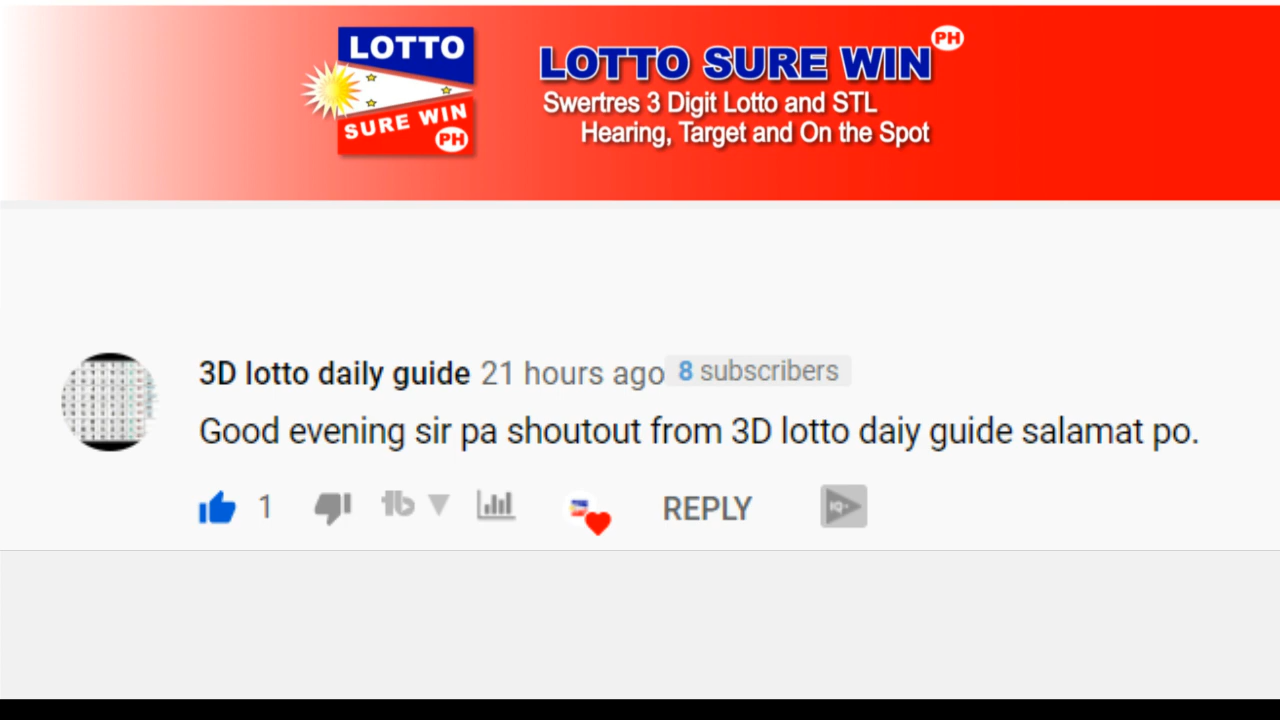 LOTTO
SURE WIN
PH
LOTTO SURE WIN PH
Swertres 3 Digit Lotto and STL
Hearing, Target and On the Spot
3D lotto daily guide 21 hours ago 8 subscribers
Good evening sir pa shoutout from 3D lotto daiy guide salamat po.
1 tb REPLY IQ+